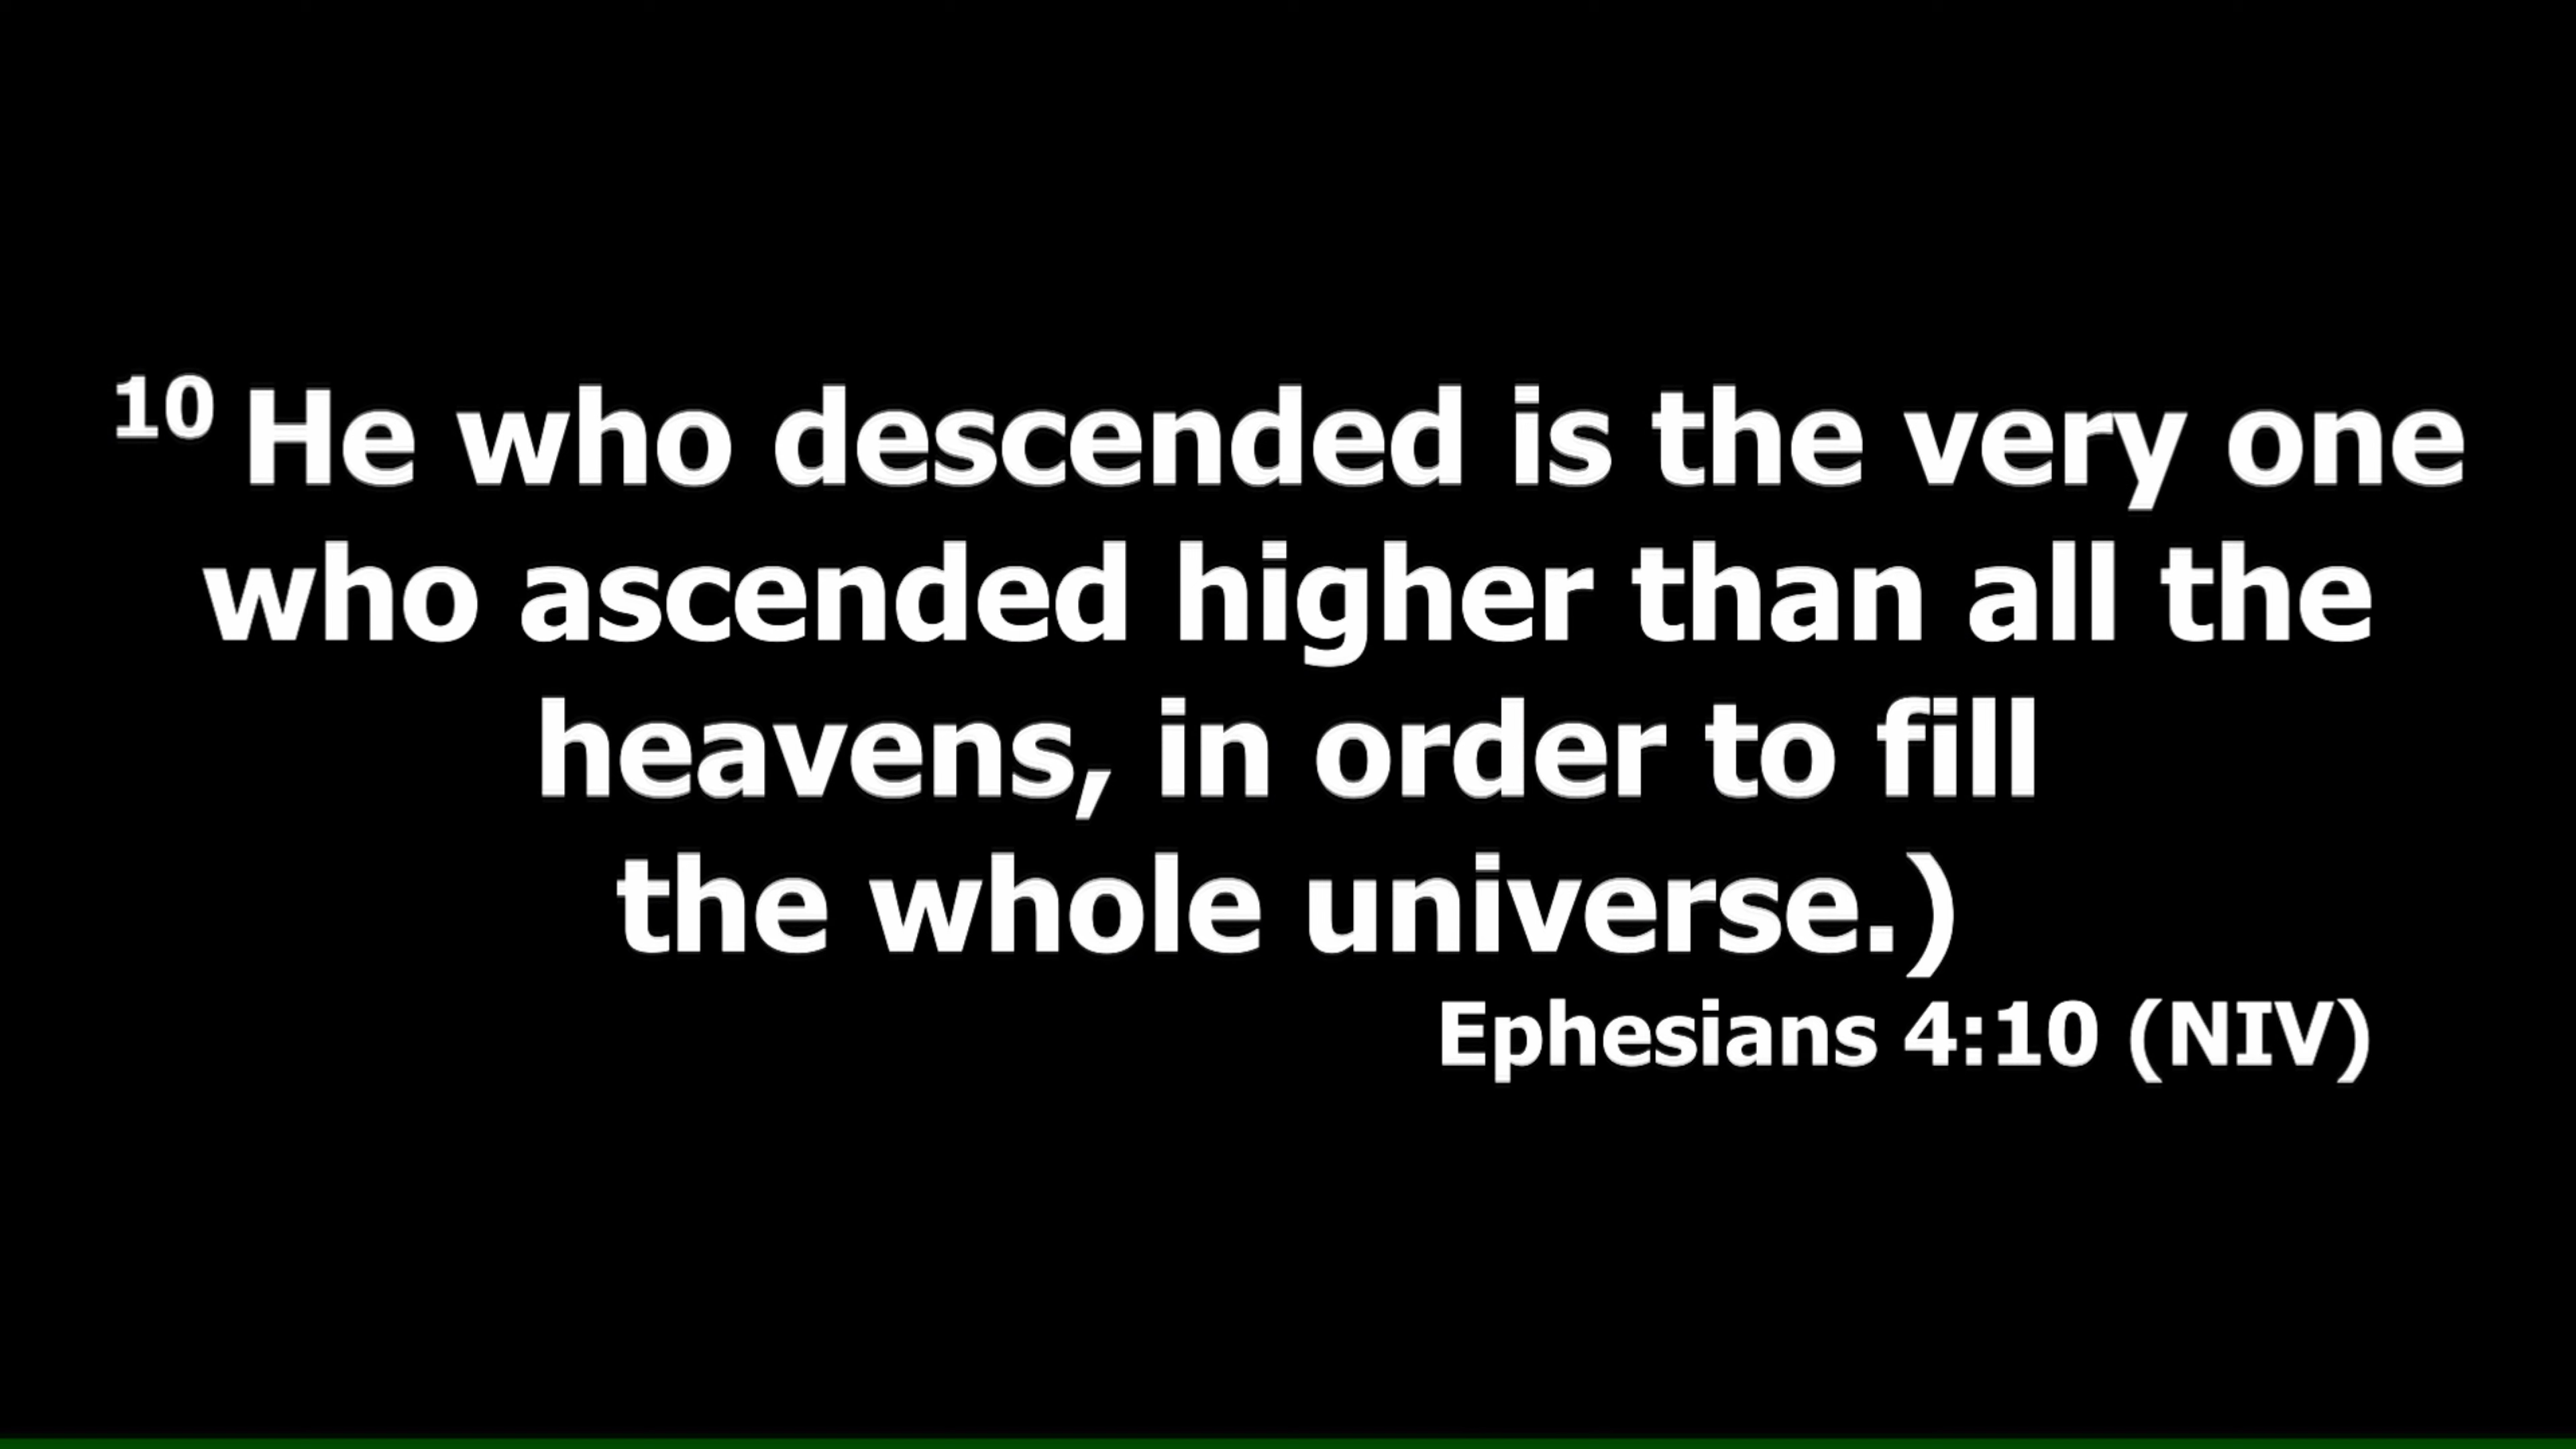 10 He who descended is the very one
who ascended higher than all the
heavens, in order to fill
the whole universe.)
Ephesians 4:10 (NIV)